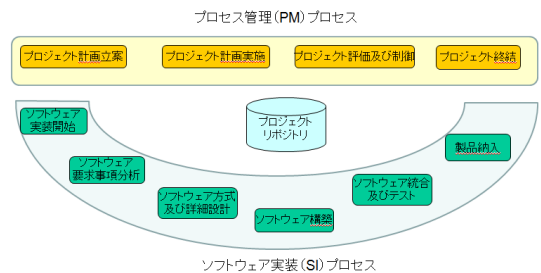 プロセス管理(PM)プロセス
プロジェクト計画立案
プロジェクト計画実施
プロジェクト評価及び制御
プロジェクト終結
ソフトウェア
実装開始
プロジェクト
リポジトリ
製品納入
ソフトウェア
要求事項分析
ソフトウェア方式
及び詳細設計
ソフトウェア統合
及びテスト
ソフトウェア構築
ソフトウェア実装(SI)プロセス